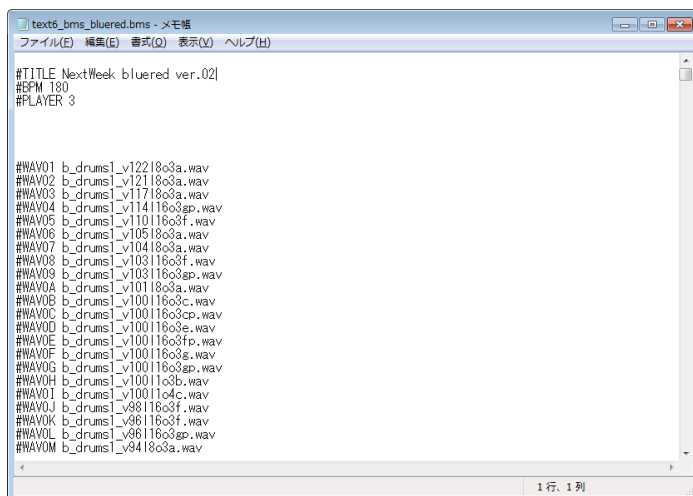 text6_bms_bluered.bms - メモ帳
ファイル(F) 編集(E) 書式(O) 表示(V) ヘルプ(H)
#TITLE NextWeek bluered ver.02
#BPM 180
#PLAYER 3
#WAV01 b_drums1_v122l8o3a.wav
#WAV02 b_drums1_v121l8o3a.wav
#WAV03 b_drums1_v117l8o3a.wav
#WAV04 b_drums1_v114l16o3gp.wav
#WAV05 b_drums1_v110l16o3f.wav
#WAV06 b_drums1_v105l8o3a.wav
#WAV07 b_drums1_v104l8o3a.wav
#WAV08 b_drums1_v103l16o3f.wav
#WAV09 b_drums1_v103l16o3gp.wav
#WAV0A b_drums1_v101l8o3a.wav
#WAV0B b_drums1_v100l16o3c.wav
#WAV0C b_drums1_v100l16o3cp.wav
#WAV0D b_drums1_v100l16o3e.wav
#WAV0E b_drums1_v100l16o3fp.wav
#WAV0F b_drums1_v100l16o3g.wav
#WAV0G b_drums1_v100l16o3gp.wav
#WAV0H b_drums1_v100l1o3b.wav
#WAV0I b_drums1_v100l1o4c.wav
#WAV0J b_drums1_v98l16o3f.wav
#WAV0K b_drums1_v96l16o3f.wav
#WAV0L b_drums1_v96l16o3gp.wav
#WAV0M b_drums1_v94l8o3a.wav
1行、1列